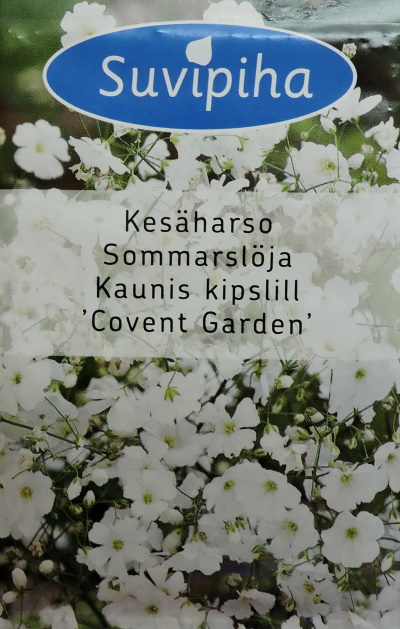 Suvipiha
Kesäharso
Sommarslöja
Kaunis kipslill
'Covent Garden'